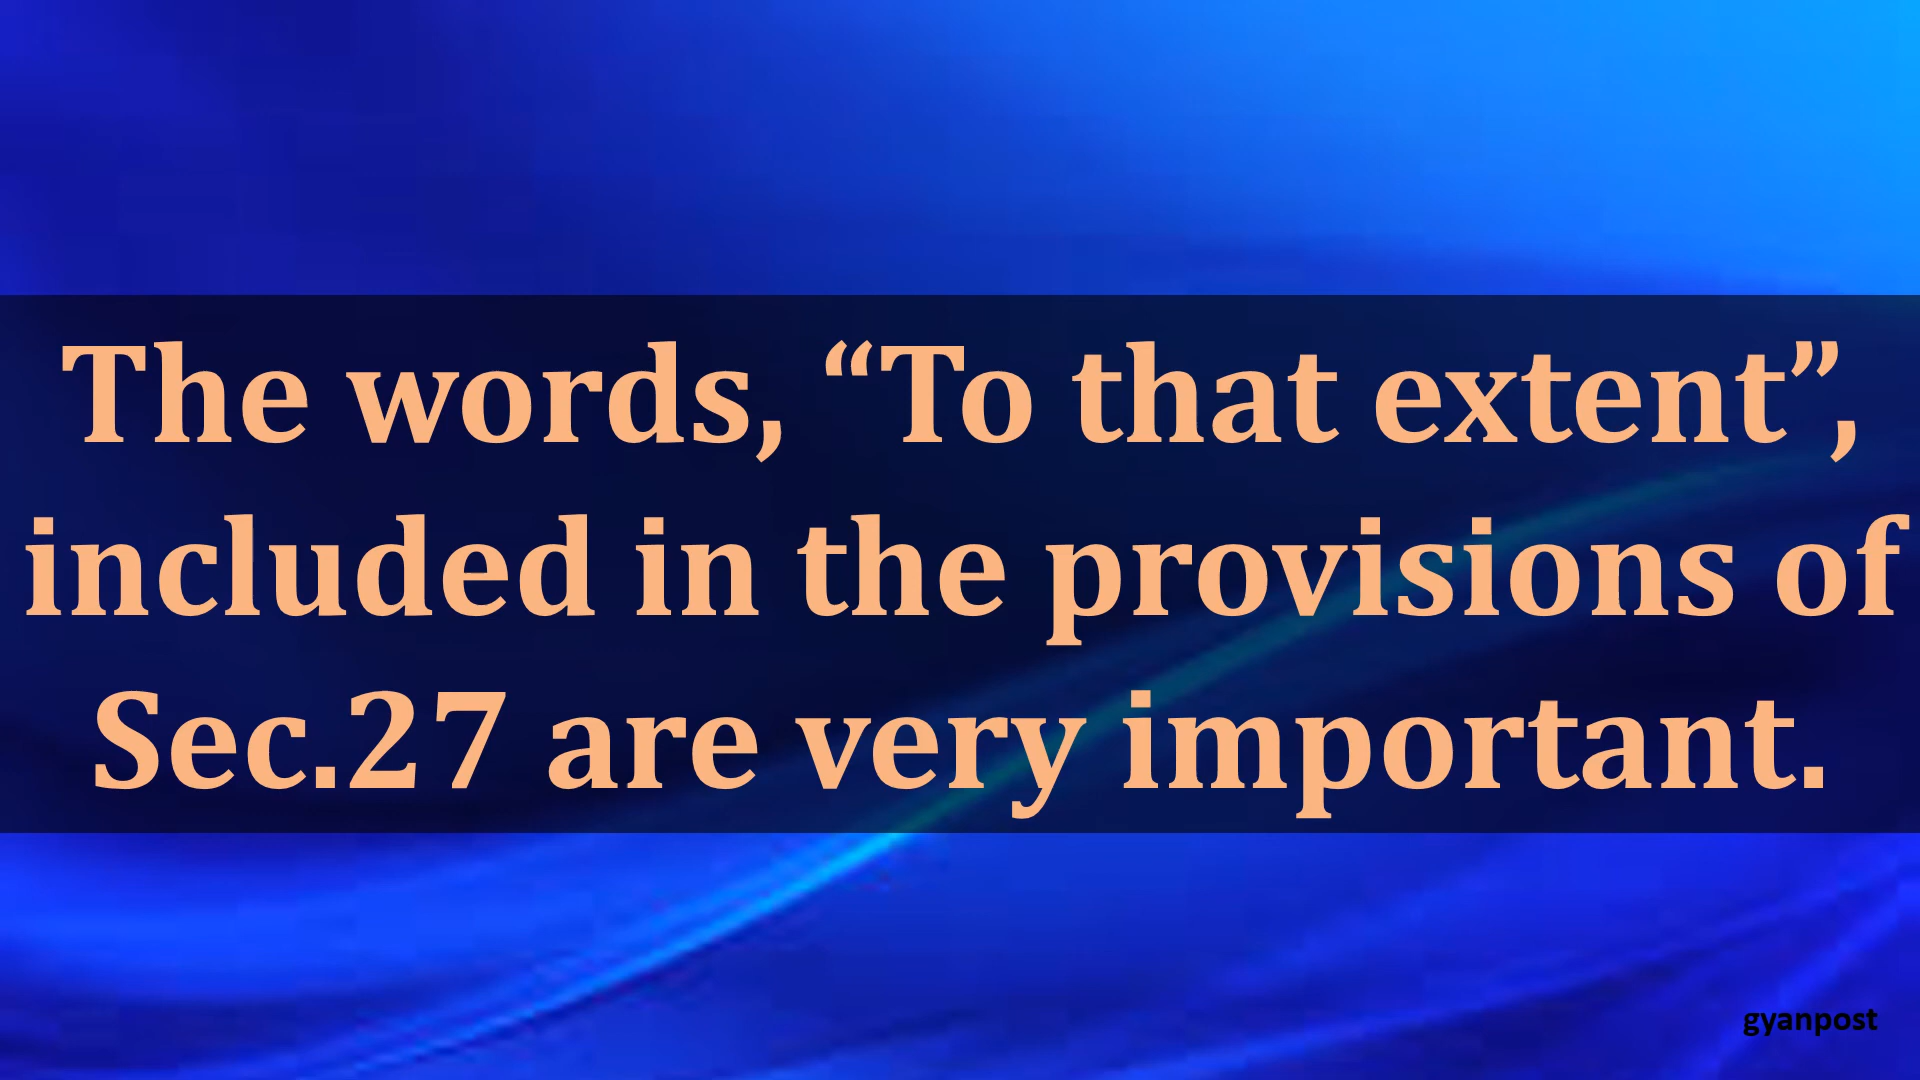 The words, “To that extent”,
included in the provisions of
Sec.27 are very important.
gyanpost